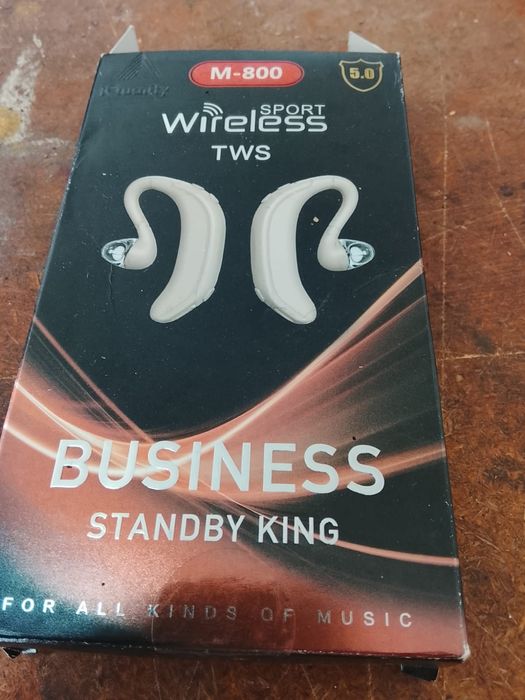 M-800
5.0
SPORT
Wireless
TWS
BUSINESS
STANDBY KING
FOR ALL KINDS OF MUSIC